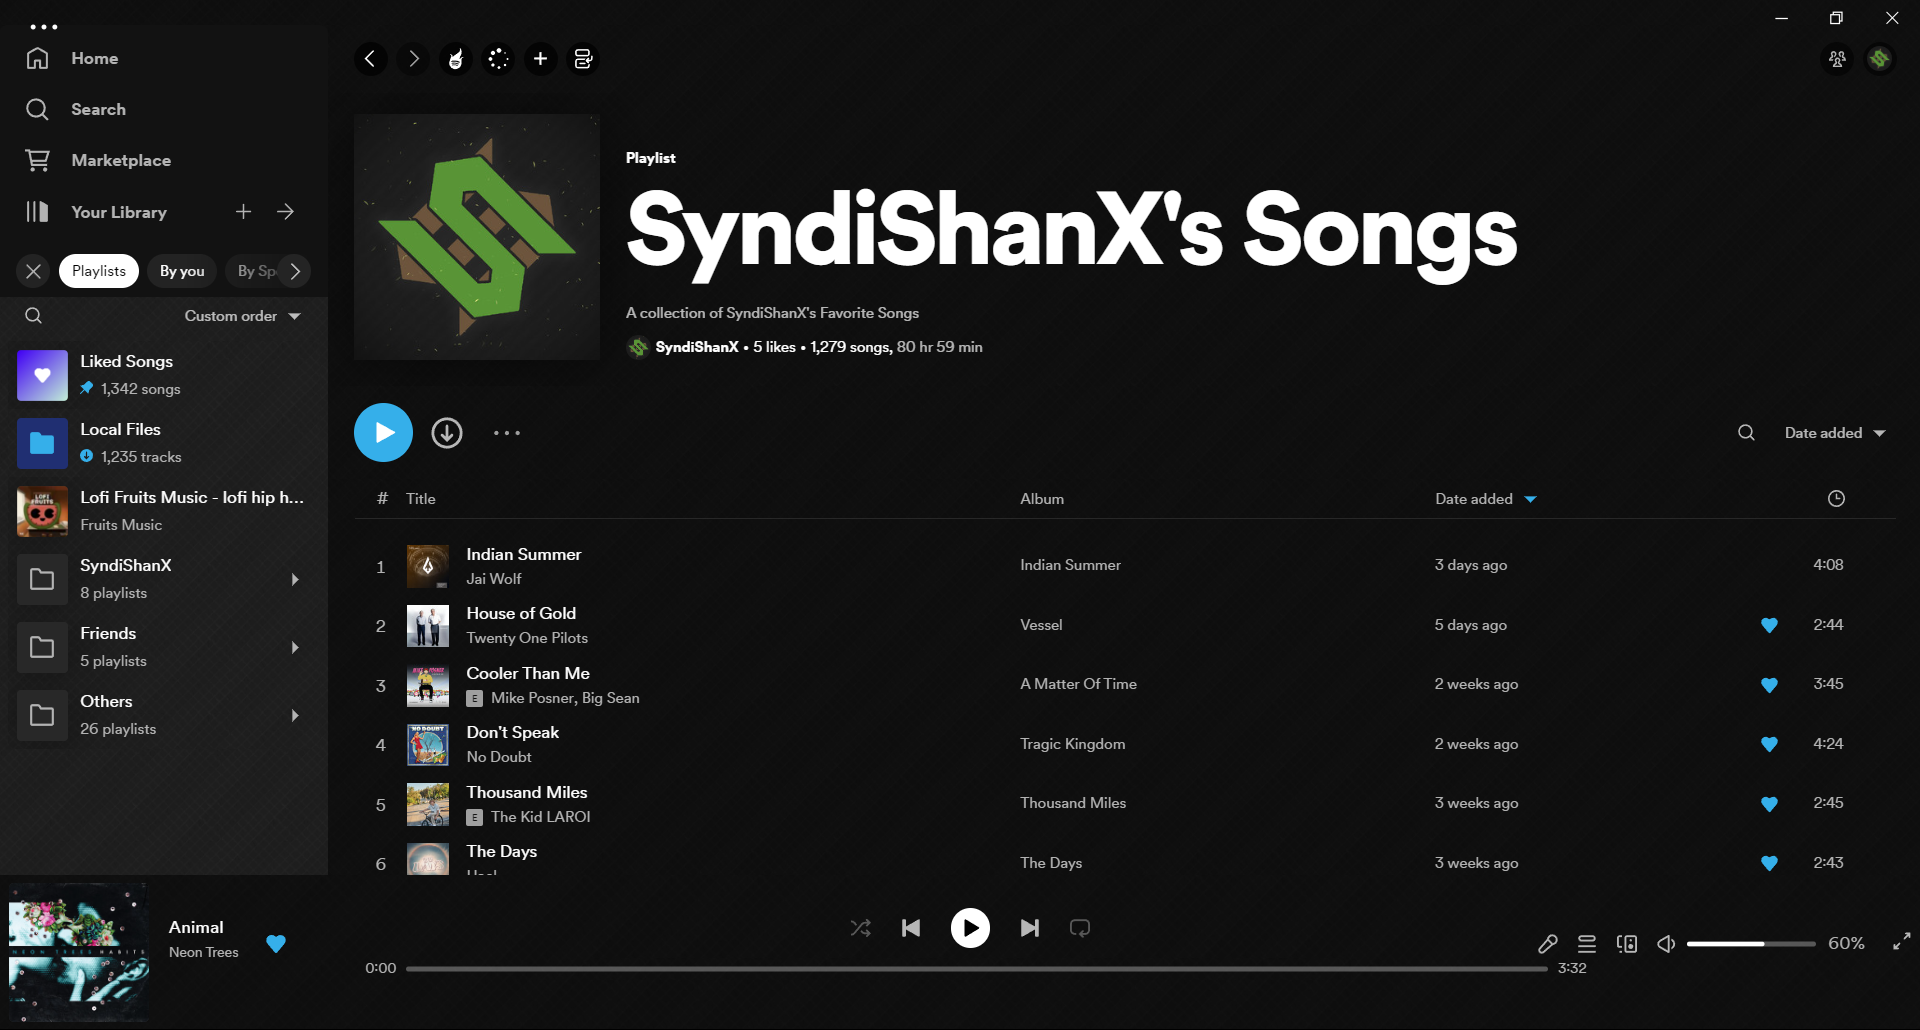 Home
Search
Marketplace
Your Library
Playlists
By you
By Sp
Custom order
Liked Songs
1,342 songs
Local Files
1,235 tracks
LOFI
FRUITS
Lofi Fruits Music - lofi hip h...
Fruits Music
SyndiShanX
8 playlists
Friends
5 playlists
Others
26 playlists
Playlist
SyndiShanX's Songs
A collection of SyndiShanX's Favorite Songs
SyndiShanX • 5 likes • 1,279 songs, 80 hr 59 min
Date added
# Title Album Date added
1 Indian Summer Indian Summer 3 days ago 4:08
Jai Wolf
2 House of Gold Vessel 5 days ago 2:44
Twenty One Pilots
3 Cooler Than Me A Matter Of Time 2 weeks ago 3:45
E Mike Posner, Big Sean
NO DOUBT
4 Don't Speak Tragic Kingdom 2 weeks ago 4:24
No Doubt
5 Thousand Miles Thousand Miles 3 weeks ago 2:45
E The Kid LAROI
6 The Days The Days 3 weeks ago 2:43
NEON TREES HABITS
Animal
Neon Trees
0:00
3:32
60%